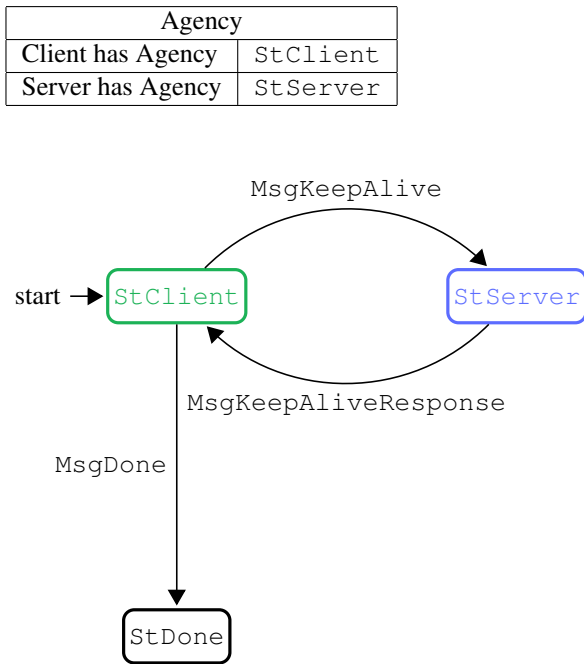 Agency
Client has Agency StClient
Server has Agency StServer
MsgKeepAlive
start StClient StServer
MsgKeepAliveResponse
MsgDone
StDone